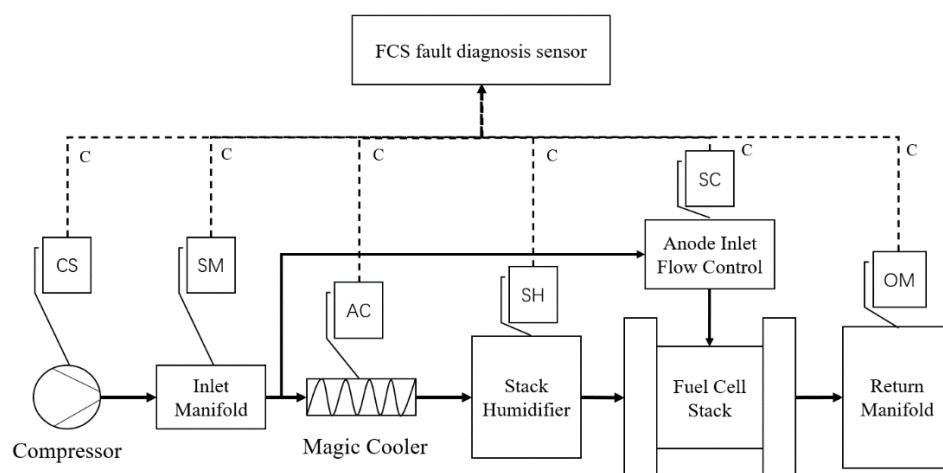 FCS fault diagnosis sensor
C
C
C
C
C
C
SC
CS
SM
Anode Inlet
Flow Control
OM
AC
SH
Inlet
Manifold
Stack
Humidifier
Fuel Cell
Stack
Return
Manifold
Compressor
Magic Cooler